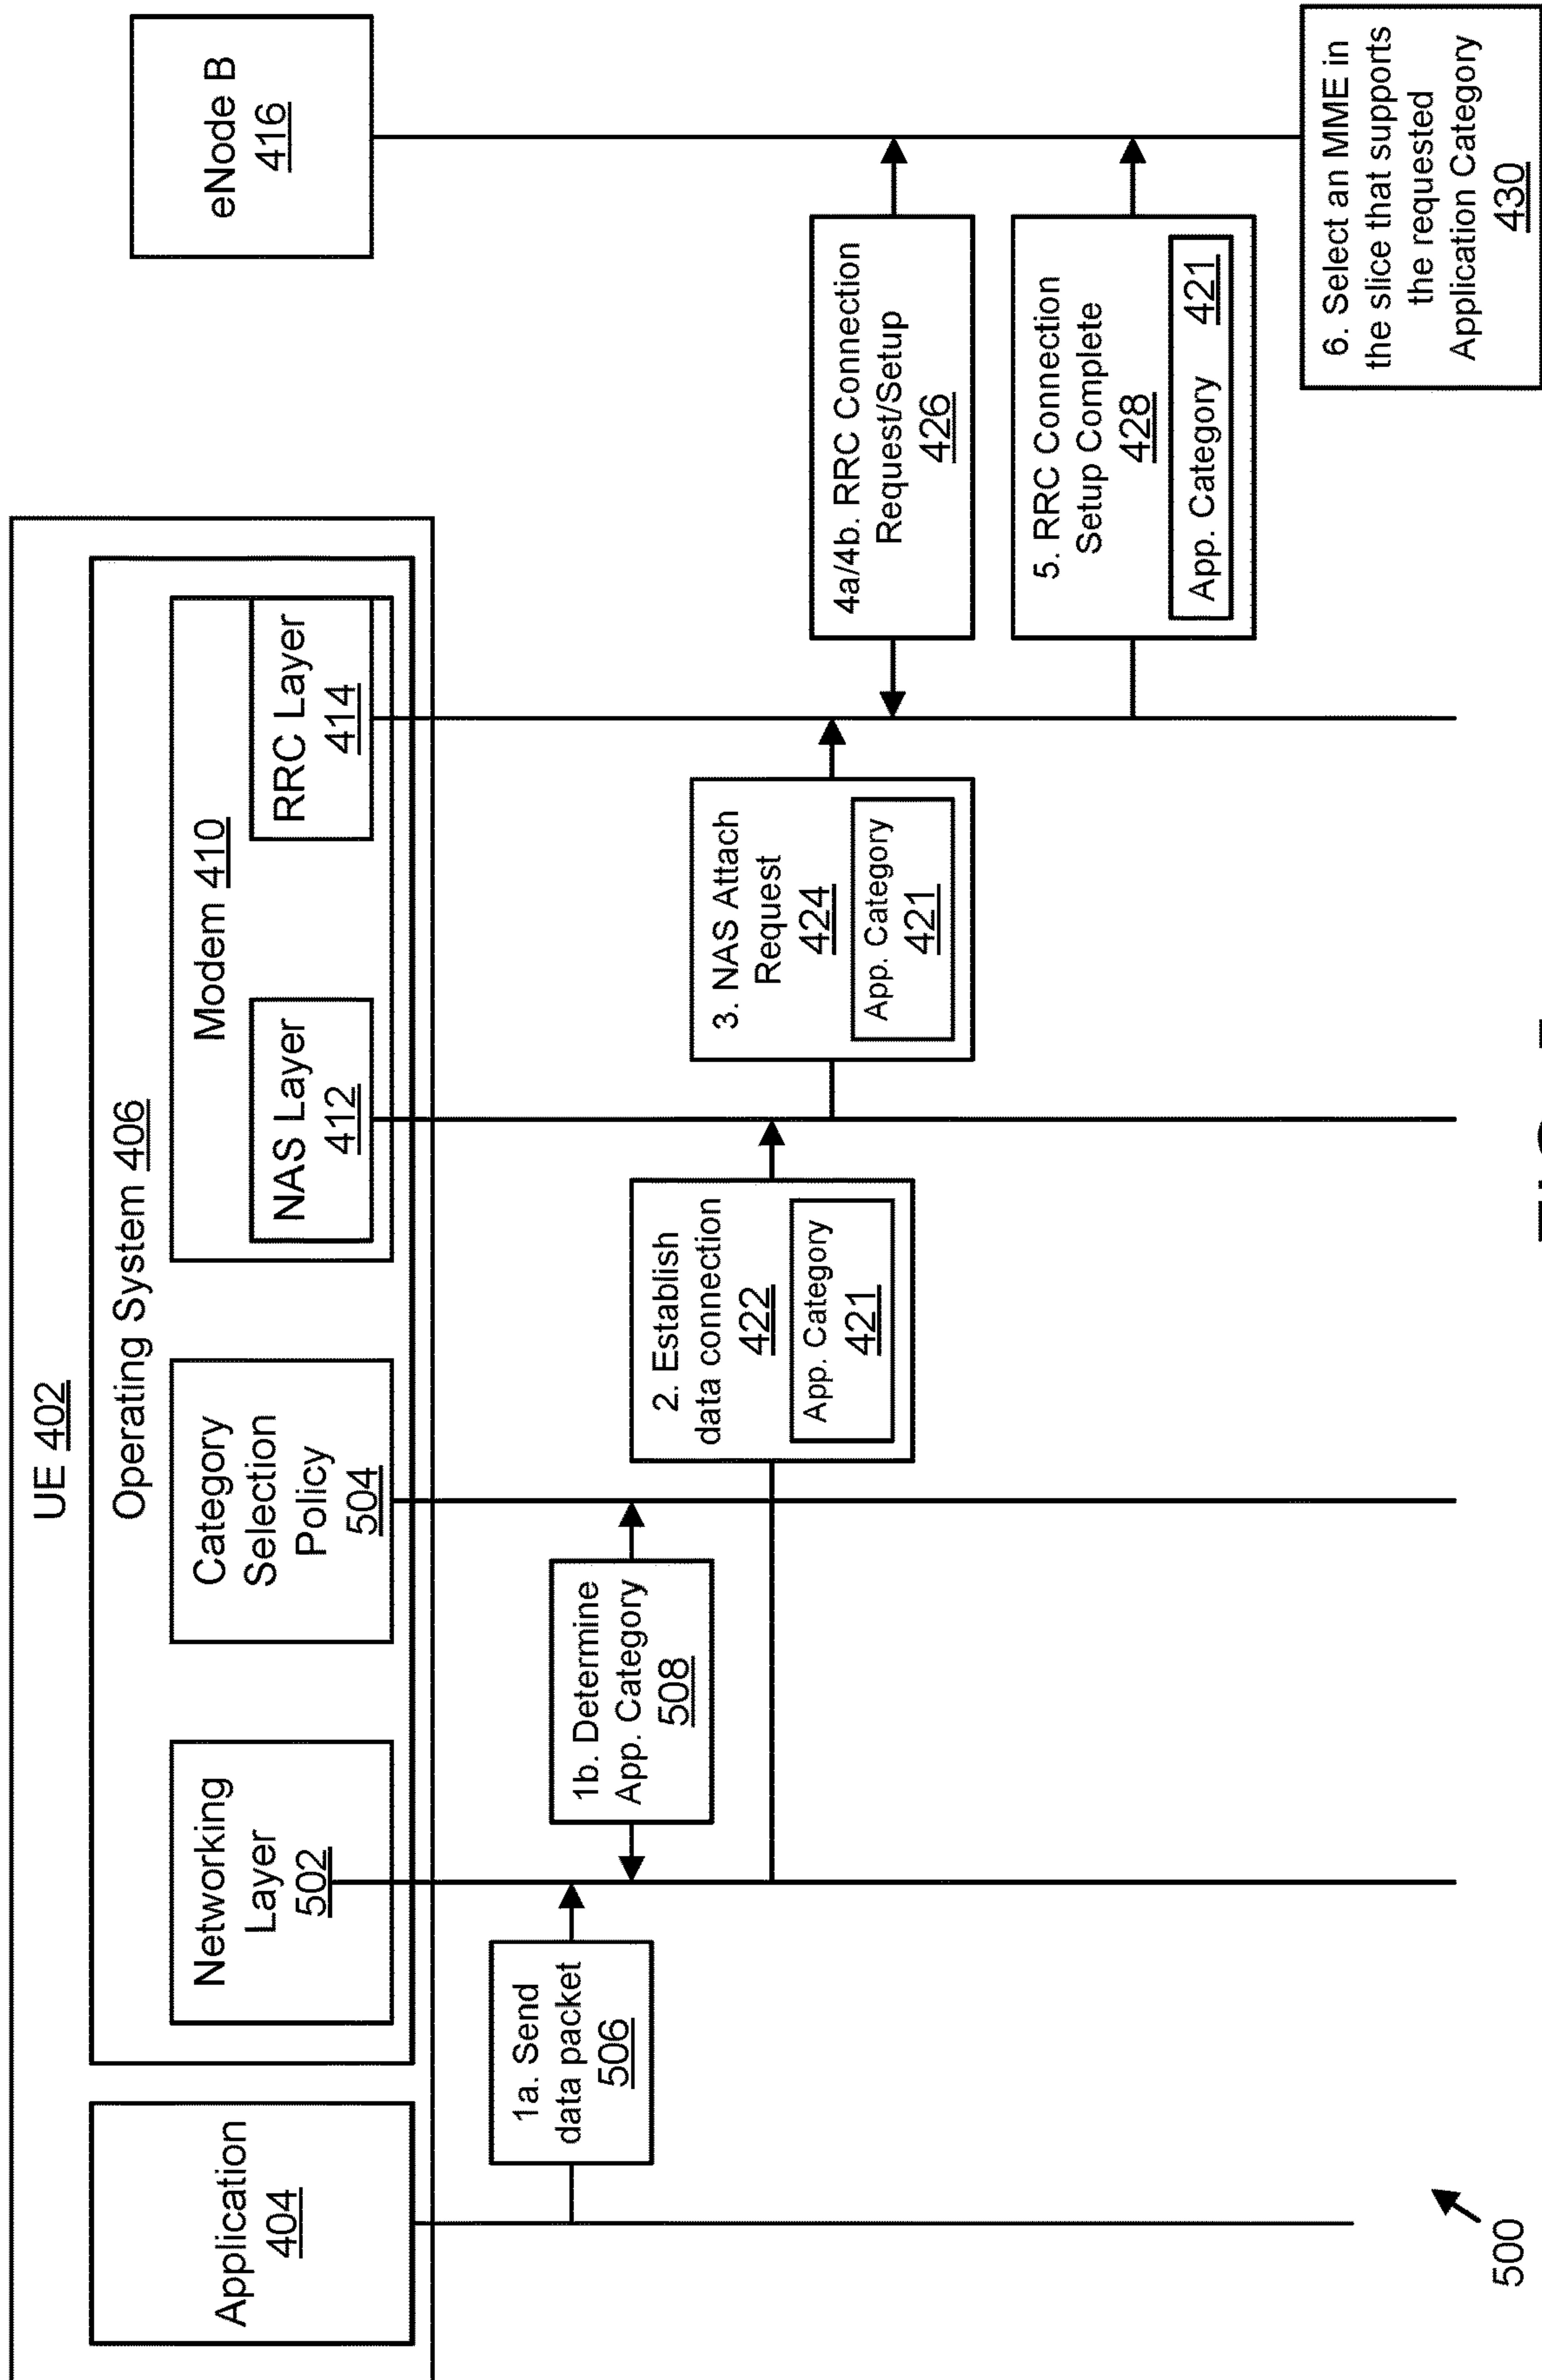 UE 402
Operating System 406
Application
404
Networking
Layer
502
Category
Selection
Policy
504
Modem 410
NAS Layer
412
RRC Layer
414
eNode B
416
1a. Send
data packet
506
1b. Determine
App. Category
508
2. Establish
data connection
422
App. Category
421
3. NAS Attach
Request
424
App. Category
421
4a/4b. RRC Connection
Request/Setup
426
5. RRC Connection
Setup Complete
428
App. Category 421
6. Select an MME in
the slice that supports
the requested
Application Category
430
500